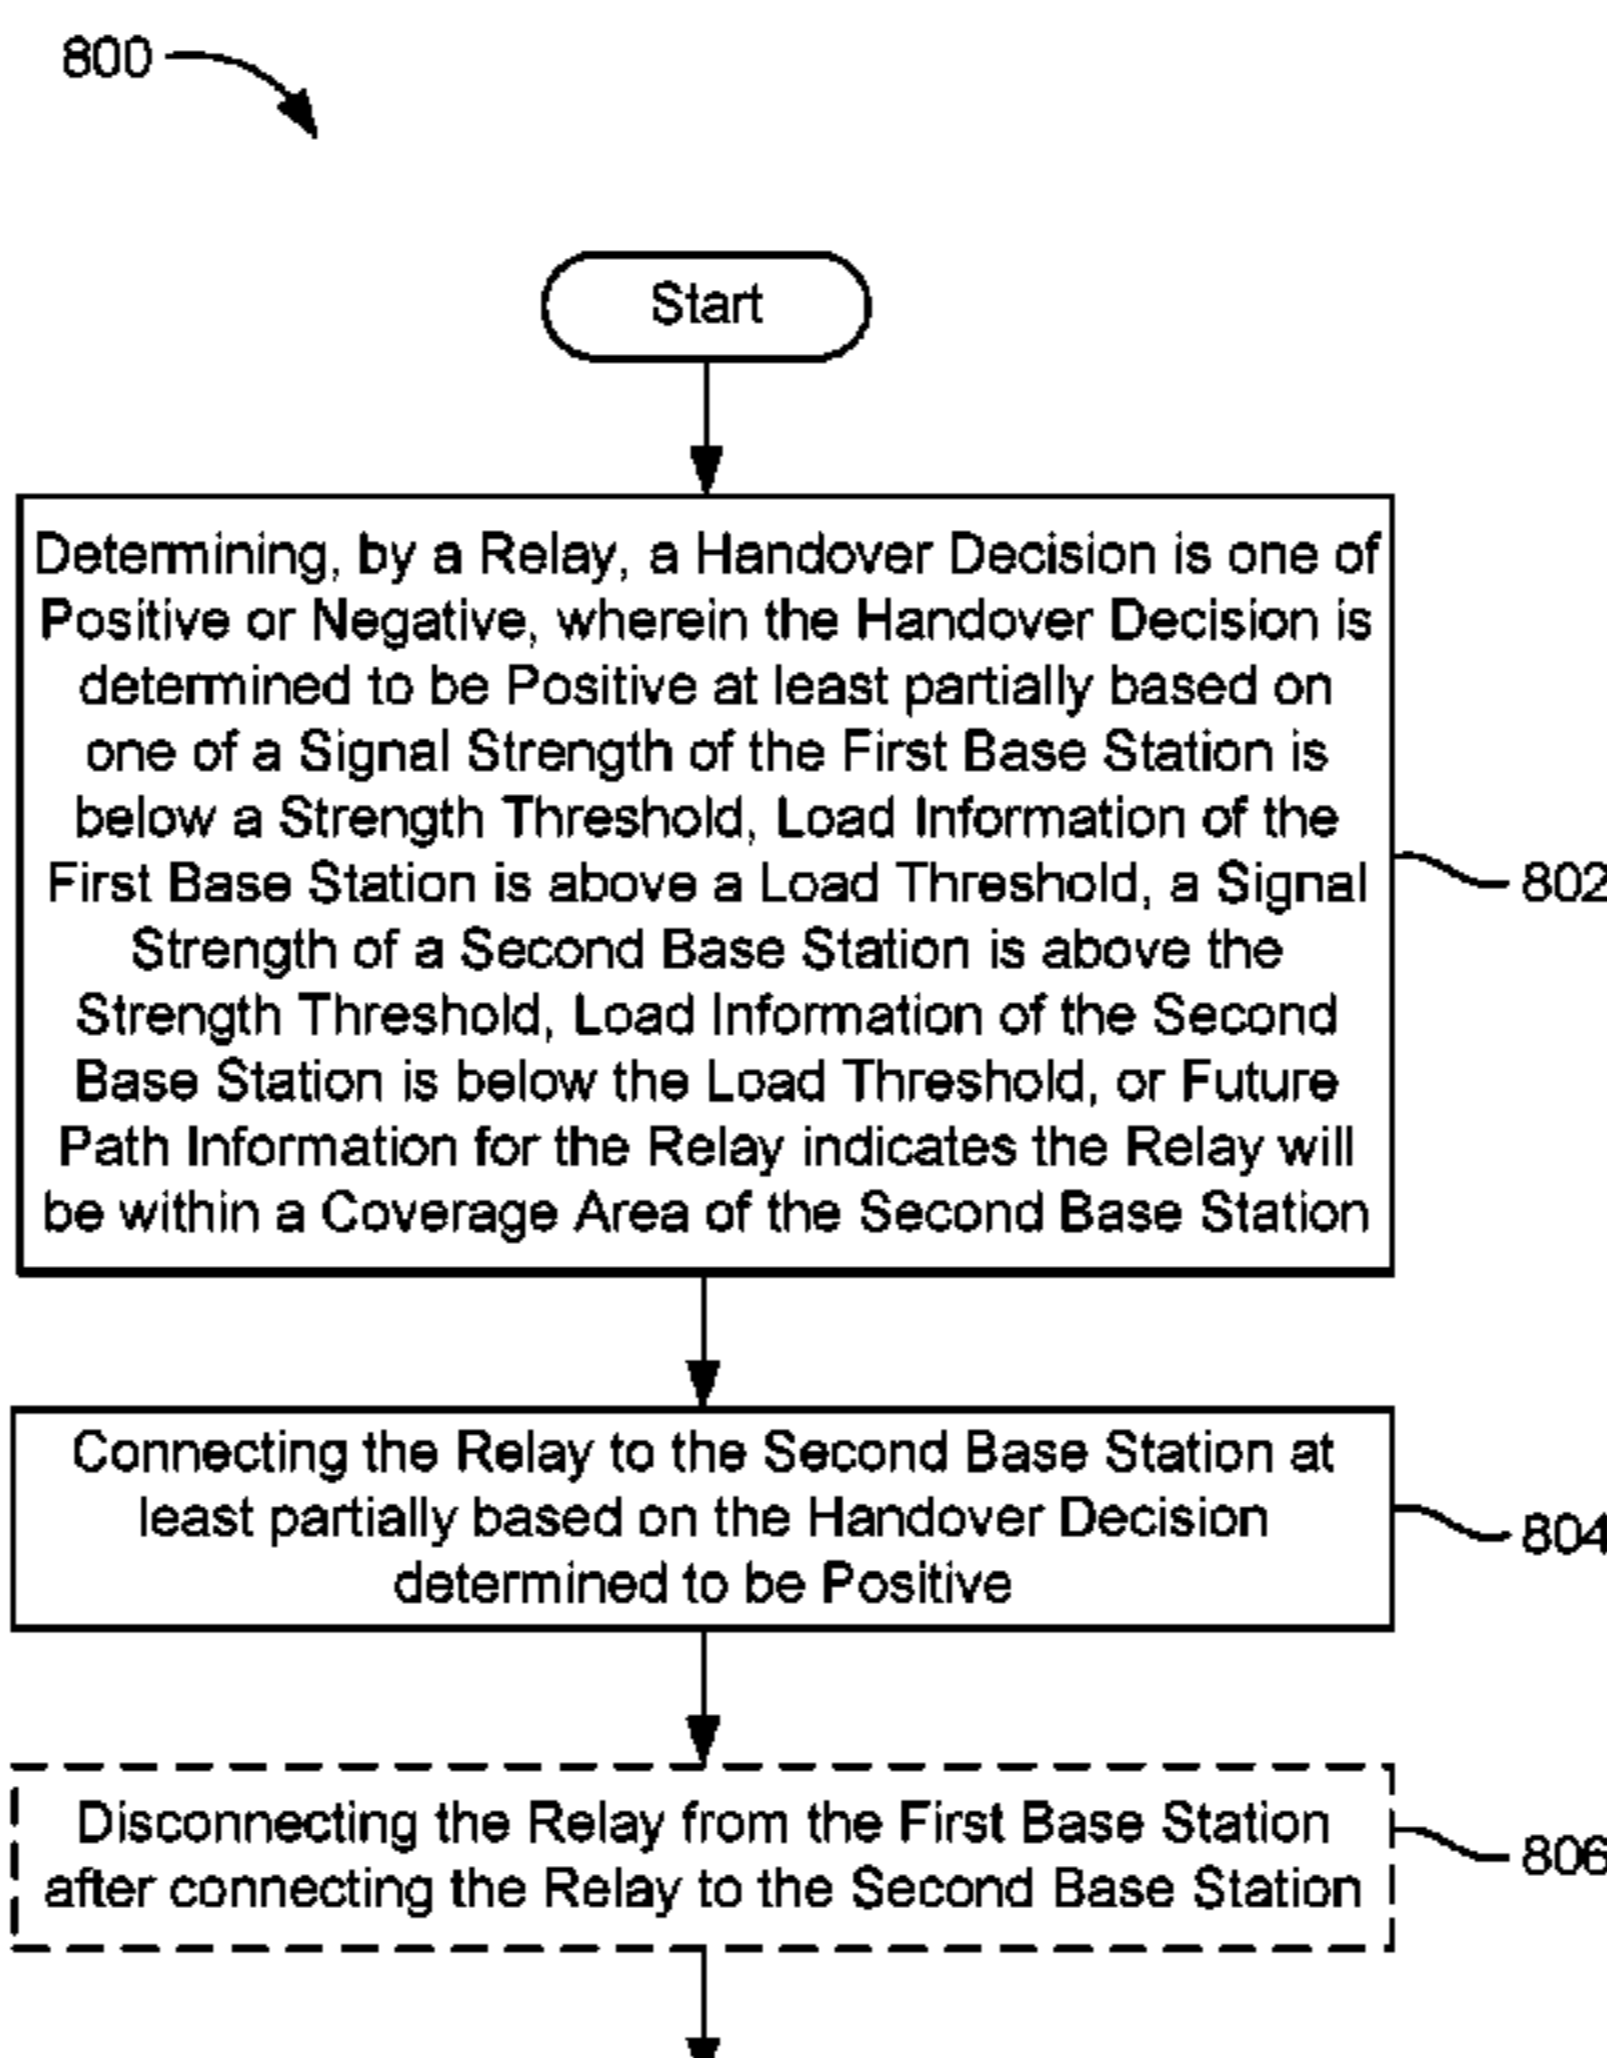 800
Start
Determining, by a Relay, a Handover Decision is one of
Positive or Negative, wherein the Handover Decision is
determined to be Positive at least partially based on
one of a Signal Strength of the First Base Station is
below a Strength Threshold, Load Information of the
First Base Station is above a Load Threshold, a Signal
Strength of a Second Base Station is above the
Strength Threshold, Load Information of the Second
Base Station is below the Load Threshold, or Future
Path Information for the Relay indicates the Relay will
be within a Coverage Area of the Second Base Station
802
Connecting the Relay to the Second Base Station at
least partially based on the Handover Decision
determined to be Positive
804
Disconnecting the Relay from the First Base Station
after connecting the Relay to the Second Base Station
806